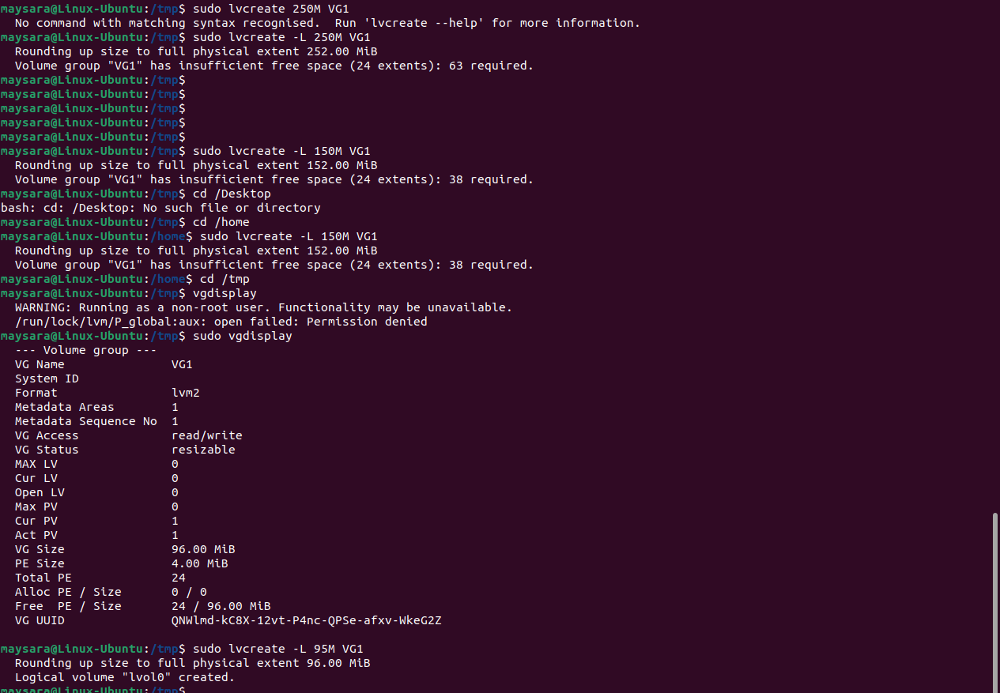 maysara@Linux-Ubuntu:/tmp$ sudo lvcreate 250M VG1
  No command with matching syntax recognised.  Run 'lvcreate --help' for more information.
maysara@Linux-Ubuntu:/tmp$ sudo lvcreate -L 250M VG1
  Rounding up size to full physical extent 252.00 MiB
  Volume group "VG1" has insufficient free space (24 extents): 63 required.
maysara@Linux-Ubuntu:/tmp$
maysara@Linux-Ubuntu:/tmp$
maysara@Linux-Ubuntu:/tmp$
maysara@Linux-Ubuntu:/tmp$
maysara@Linux-Ubuntu:/tmp$
maysara@Linux-Ubuntu:/tmp$ sudo lvcreate -L 150M VG1
  Rounding up size to full physical extent 152.00 MiB
  Volume group "VG1" has insufficient free space (24 extents): 38 required.
maysara@Linux-Ubuntu:/tmp$ cd /Desktop
bash: cd: /Desktop: No such file or directory
maysara@Linux-Ubuntu:/tmp$ cd /home
maysara@Linux-Ubuntu:/home$ sudo lvcreate -L 150M VG1
  Rounding up size to full physical extent 152.00 MiB
  Volume group "VG1" has insufficient free space (24 extents): 38 required.
maysara@Linux-Ubuntu:/home$ cd /tmp
maysara@Linux-Ubuntu:/tmp$ vgdisplay
  WARNING: Running as a non-root user. Functionality may be unavailable.
  /run/lock/lvm/P_global:aux: open failed: Permission denied
maysara@Linux-Ubuntu:/tmp$ sudo vgdisplay
  --- Volume group ---
  VG Name               VG1
  System ID
  Format                lvm2
  Metadata Areas        1
  Metadata Sequence No  1
  VG Access             read/write
  VG Status             resizable
  MAX LV                0
  Cur LV                0
  Open LV               0
  Max PV                0
  Cur PV                1
  Act PV                1
  VG Size               96.00 MiB
  PE Size               4.00 MiB
  Total PE              24
  Alloc PE / Size       0 / 0
  Free  PE / Size       24 / 96.00 MiB
  VG UUID               QNWlmd-kC8X-12vt-P4nc-QPSe-afxv-WkeG2Z
maysara@Linux-Ubuntu:/tmp$ sudo lvcreate -L 95M VG1
  Rounding up size to full physical extent 96.00 MiB
  Logical volume "lvol0" created.
maysara@Linux-Ubuntu:/tmp$